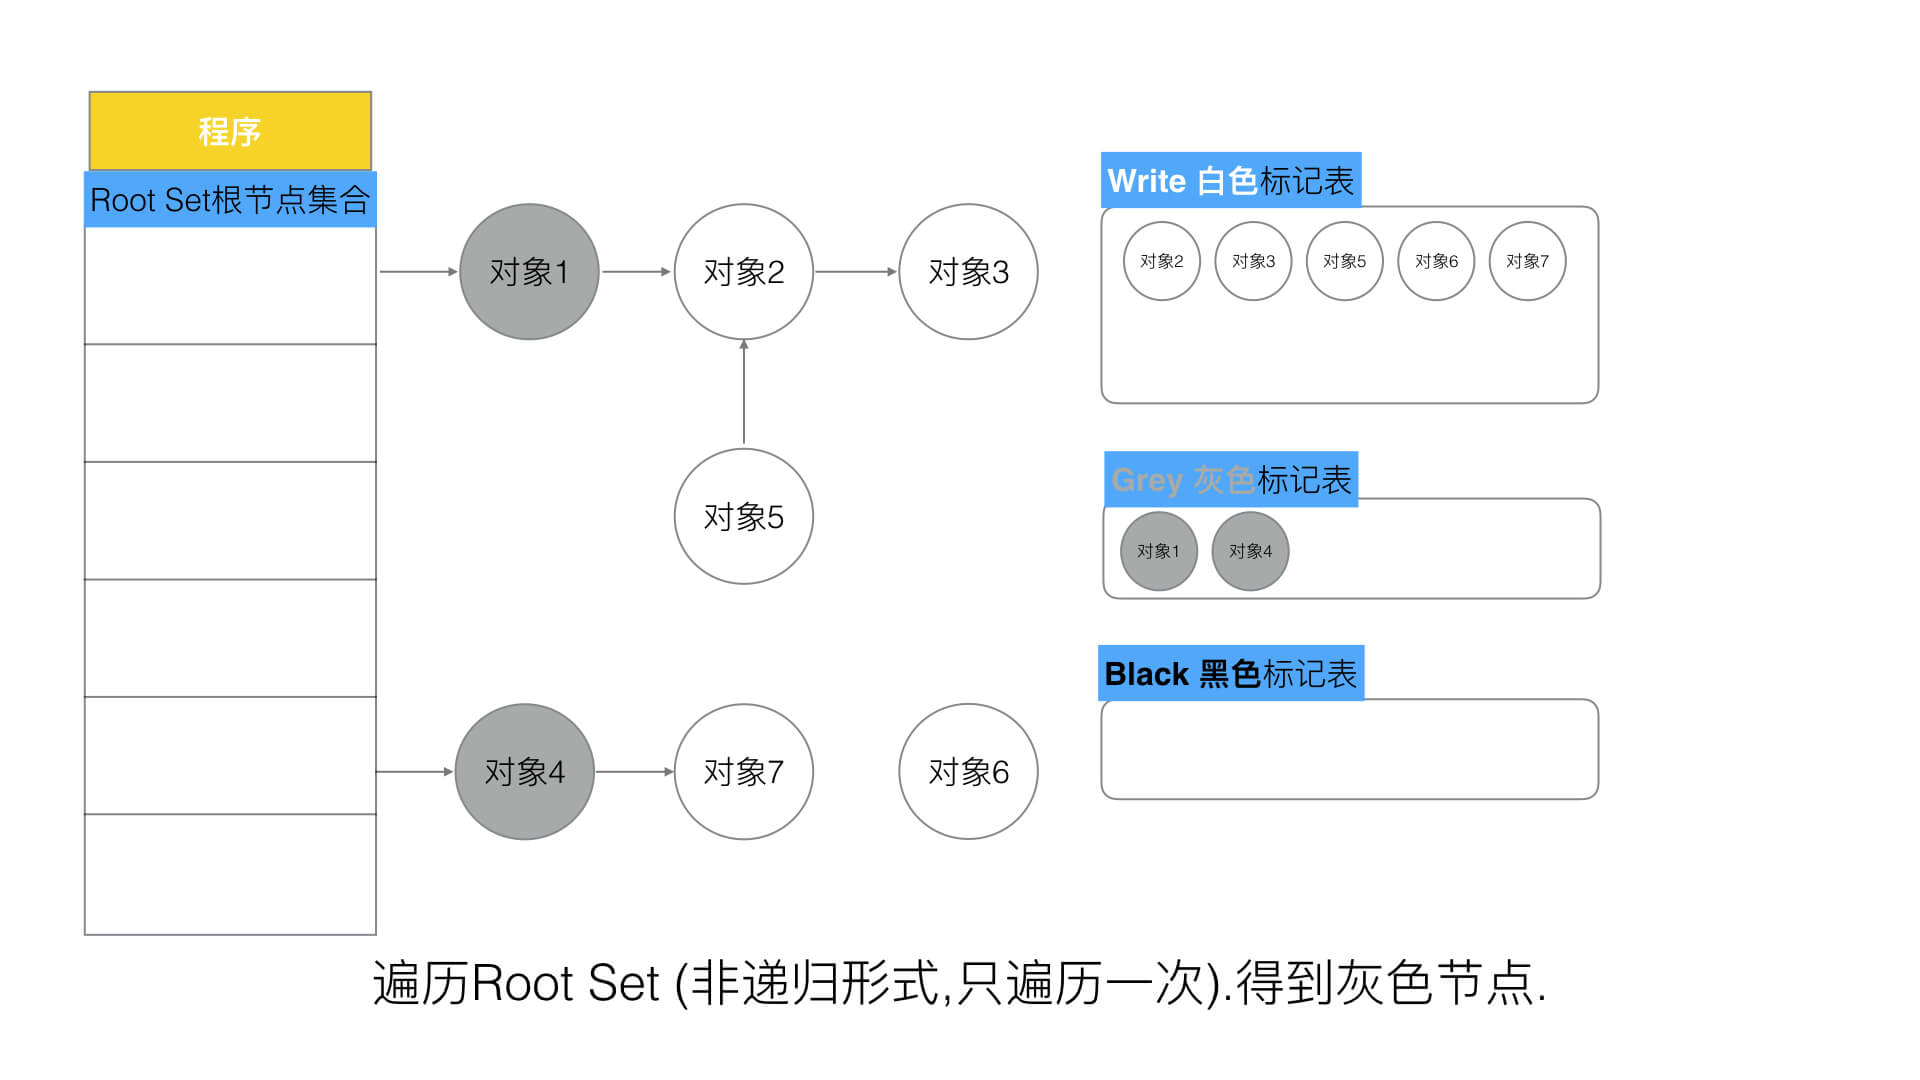 程序
Root Set根节点集合
对象1
对象2
对象3
对象5
对象4
对象7
对象6
Write 白色标记表
对象2
对象3
对象5
对象6
对象7
Grey 灰色标记表
对象1
对象4
Black 黑色标记表
遍历Root Set (非递归形式,只遍历一次).得到灰色节点.